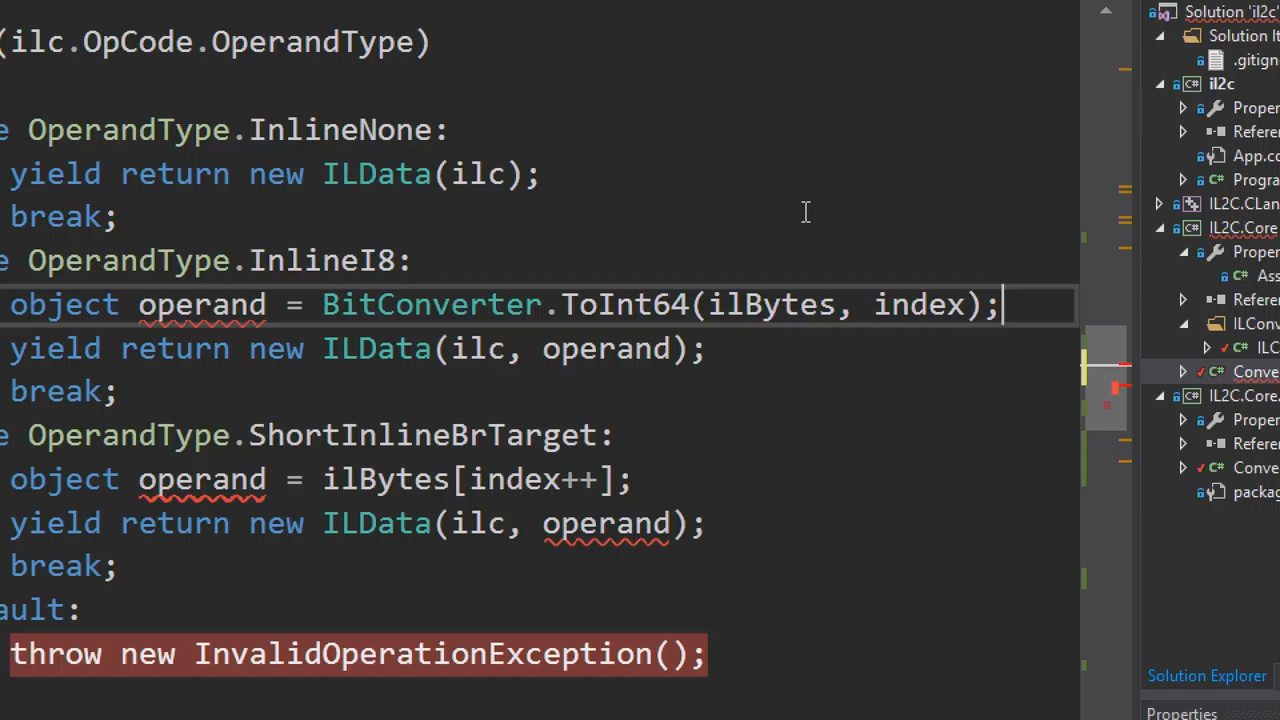 (ilc.OpCode.OperandType)
e OperandType.InlineNone:
yield return new ILData(ilc);
break;
e OperandType.InlineI8:
object operand = BitConverter.ToInt64(ilBytes, index);
yield return new ILData(ilc, operand);
break;
e OperandType.ShortInlineBrTarget:
object operand = ilBytes[index++];
yield return new ILData(ilc, operand);
break;
ault:
throw new InvalidOperationException();
Solution 'il2c'
Solution It
.gitign
C# il2c
Proper
Refere
App.co
C# Progra
IL2C.CLan
C# IL2C.Core
Proper
C# Ass
Refere
ILConv
C# ILC
C# Conve
C# IL2C.Core.
Proper
Refere
C# Conve
packag
Solution Explorer
Properties